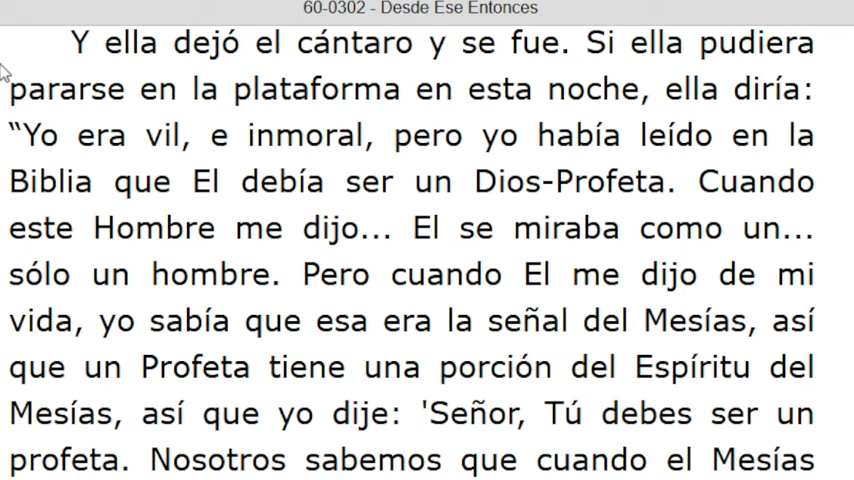 60-0302 - Desde Ese Entonces
Y ella dejó el cántaro y se fue. Si ella pudiera
pararse en la plataforma en esta noche, ella diría:
“Yo era vil, e inmoral, pero yo había leído en la
Biblia que El debía ser un Dios-Profeta. Cuando
este Hombre me dijo... El se miraba como un...
sólo un hombre. Pero cuando El me dijo de mi
vida, yo sabía que esa era la señal del Mesías, así
que un Profeta tiene una porción del Espíritu del
Mesías, así que yo dije: 'Señor, Tú debes ser un
profeta. Nosotros sabemos que cuando el Mesías